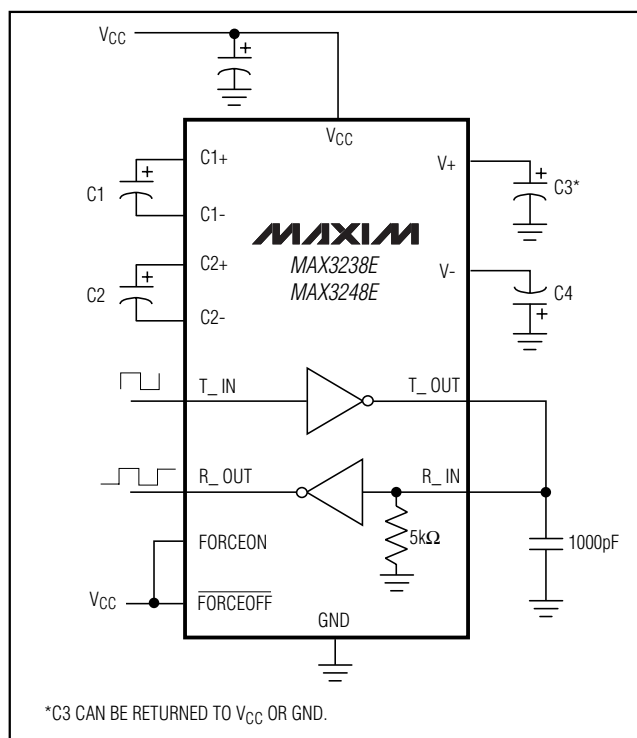 VCC
+
VCC
C1+
V+
+
C1
+
C3*
C1-
MAXIM
C2+
MAX3238E
V-
+
C2
MAX3248E
C4
C2-
+
T_ IN
T_ OUT
R_ OUT
R_ IN
5kΩ
1000pF
FORCEON
VCC
FORCEOFF
GND
*C3 CAN BE RETURNED TO VCC OR GND.